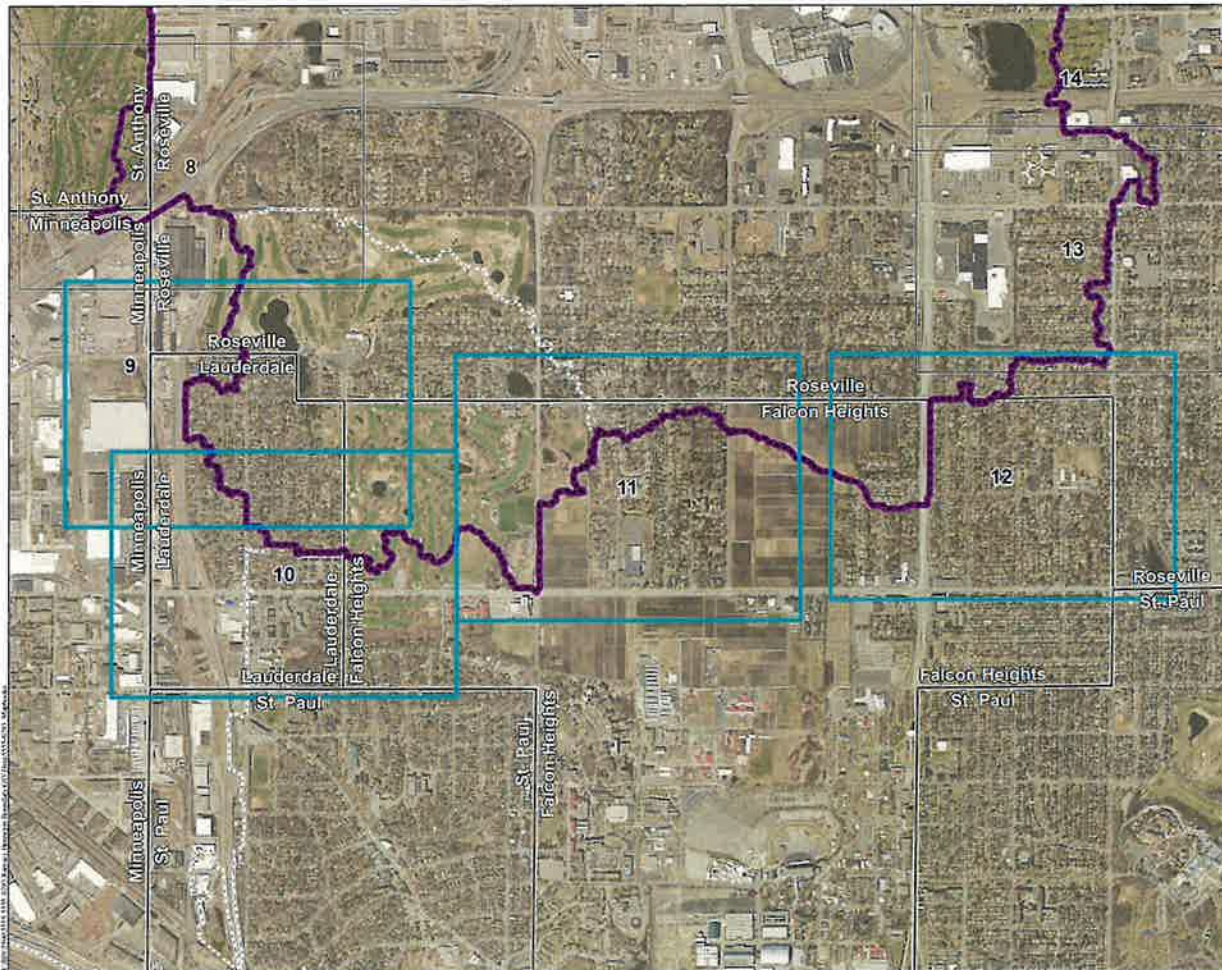 14
St. Anthony
Roseville
8
St. Anthony
Minneapolis
Minneapolis
Roseville
13
Roseville
Lauderdale
9
Roseville
Falcon Heights
Minneapolis
Lauderdale
11
12
10
Lauderdale
Falcon Heights
Roseville
St. Paul
Lauderdale
St. Paul
Falcon Heights
St. Paul
St. Paul
Falcon Heights
Minneapolis
St. Paul